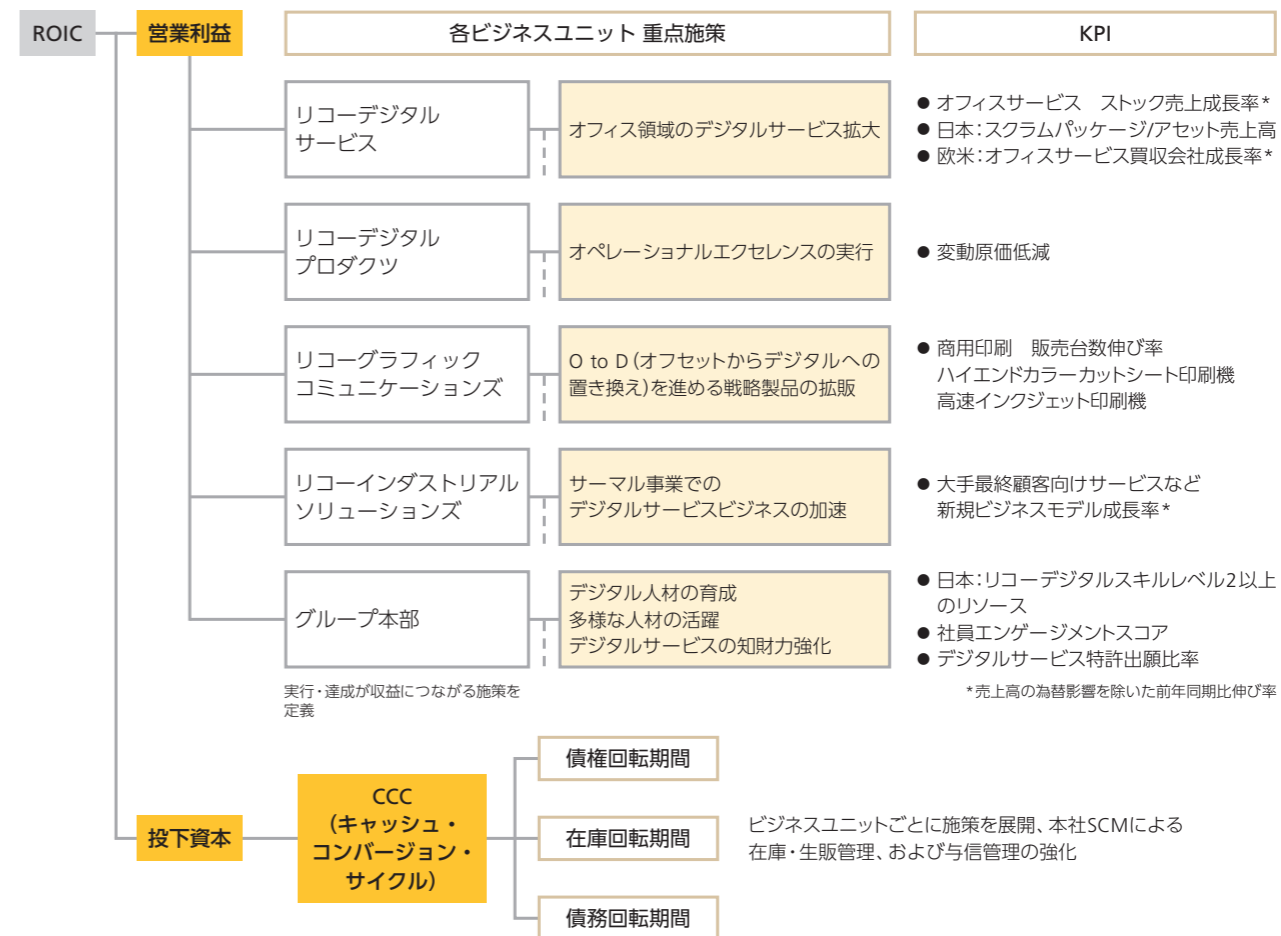 ROIC
営業利益
各ビジネスユニット 重点施策
KPI
リコーデジタル
サービス
オフィス領域のデジタルサービス拡大
● オフィスサービス　ストック売上成長率*
● 日本:スクラムパッケージ/アセット売上高
● 欧米:オフィスサービス買収会社成長率*
リコーデジタル
プロダクツ
オペレーショナルエクセレンスの実行
● 変動原価低減
リコーグラフィック
コミュニケーションズ
O to D(オフセットからデジタルへの
置き換え)を進める戦略製品の拡販
● 商用印刷　販売台数伸び率
ハイエンドカラーカットシート印刷機
高速インクジェット印刷機
リコーインダストリアル
ソリューションズ
サーマル事業での
デジタルサービスビジネスの加速
● 大手最終顧客向けサービスなど
新規ビジネスモデル成長率*
グループ本部
デジタル人材の育成
多様な人材の活躍
デジタルサービスの知財力強化
● 日本:リコーデジタルスキルレベル2以上
のリソース
● 社員エンゲージメントスコア
● デジタルサービス特許出願比率
実行・達成が収益につながる施策を
定義
*売上高の為替影響を除いた前年同期比伸び率
投下資本
CCC
(キャッシュ・
コンバージョン・
サイクル)
債権回転期間
在庫回転期間
債務回転期間
ビジネスユニットごとに施策を展開、本社SCMによる
在庫・生販管理、および与信管理の強化